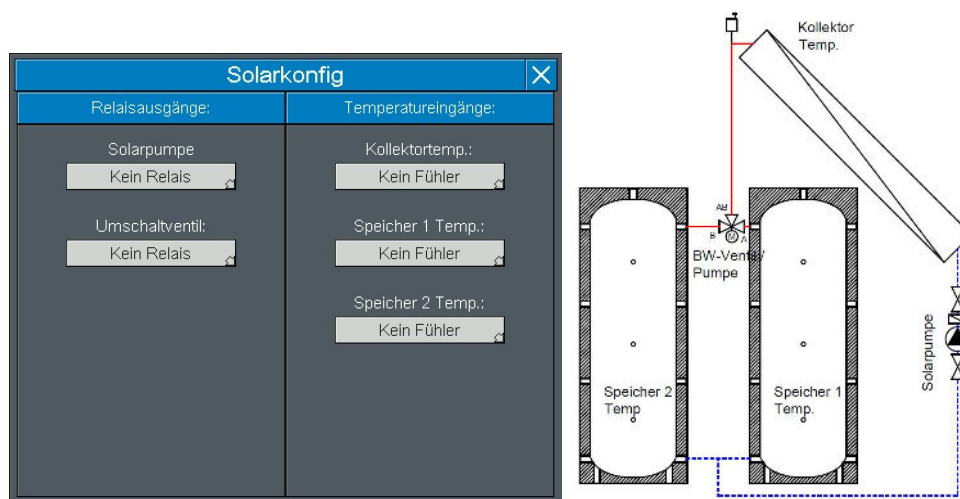 Solarkonfig
Relaisausgänge:
Temperatureingänge:
Solarpumpe
Kein Relais
Umschaltventil:
Kein Relais
Kollektortemp.:
Kein Fühler
Speicher 1 Temp.:
Kein Fühler
Speicher 2 Temp.:
Kein Fühler
Kollektor
Temp.
AB
B
M
A
BW-Ventil/
Pumpe
Speicher 2
Temp
Speicher 1
Temp.
Solarpumpe